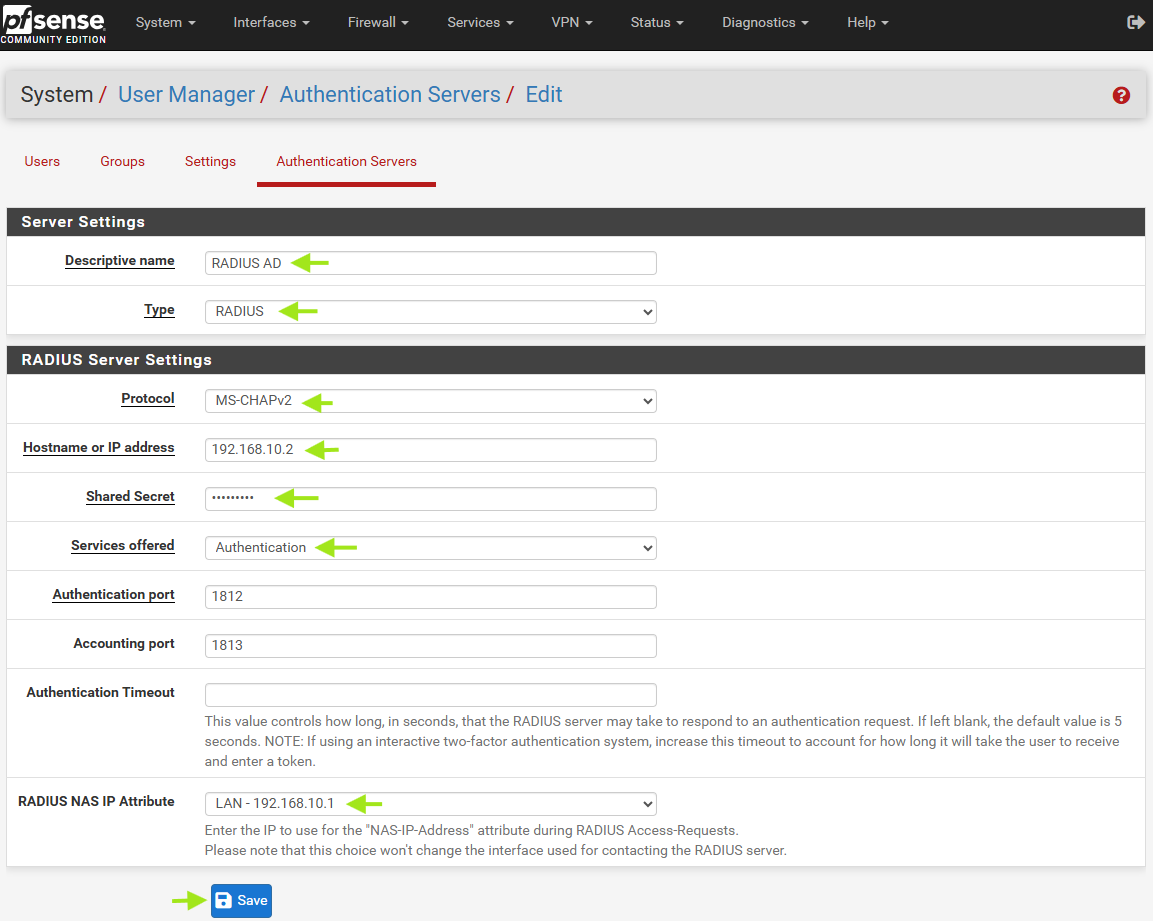 pfsense
COMMUNITY EDITION
System Interfaces Firewall Services VPN Status Diagnostics Help
System / User Manager / Authentication Servers / Edit
Users Groups Settings Authentication Servers
Server Settings
Descriptive name RADIUS AD
Type RADIUS
RADIUS Server Settings
Protocol MS-CHAPv2
Hostname or IP address 192.168.10.2
Shared Secret •••••••••
Services offered Authentication
Authentication port 1812
Accounting port 1813
Authentication Timeout
This value controls how long, in seconds, that the RADIUS server may take to respond to an authentication request. If left blank, the default value is 5
seconds. NOTE: If using an interactive two-factor authentication system, increase this timeout to account for how long it will take the user to receive
and enter a token.
RADIUS NAS IP Attribute LAN - 192.168.10.1
Enter the IP to use for the "NAS-IP-Address" attribute during RADIUS Access-Requests.
Please note that this choice won't change the interface used for contacting the RADIUS server.
Save